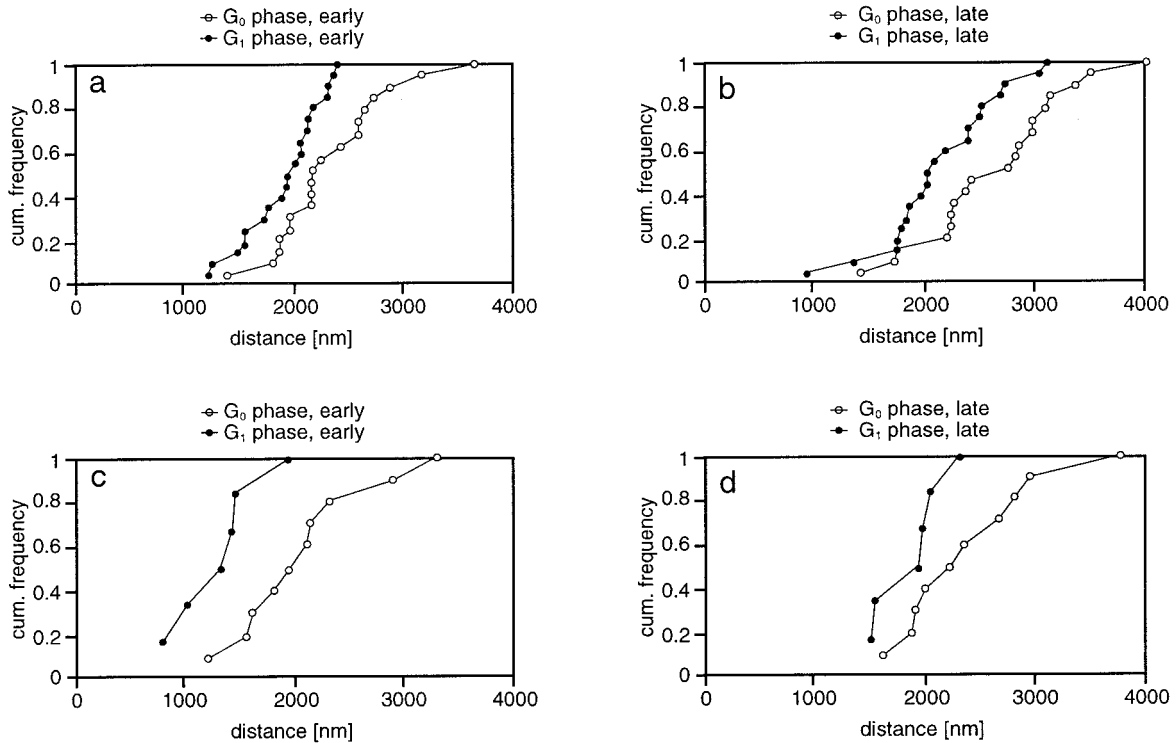 G₀ phase, early
G₁ phase, early
a
cum. frequency
1
0.8
0.6
0.4
0.2
0
0 1000 2000 3000 4000
distance [nm]
G₀ phase, late
G₁ phase, late
b
cum. frequency
1
0.8
0.6
0.4
0.2
0
0 1000 2000 3000 4000
distance [nm]
G₀ phase, early
G₁ phase, early
c
cum. frequency
1
0.8
0.6
0.4
0.2
0
0 1000 2000 3000 4000
distance [nm]
G₀ phase, late
G₁ phase, late
d
cum. frequency
1
0.8
0.6
0.4
0.2
0
0 1000 2000 3000 4000
distance [nm]